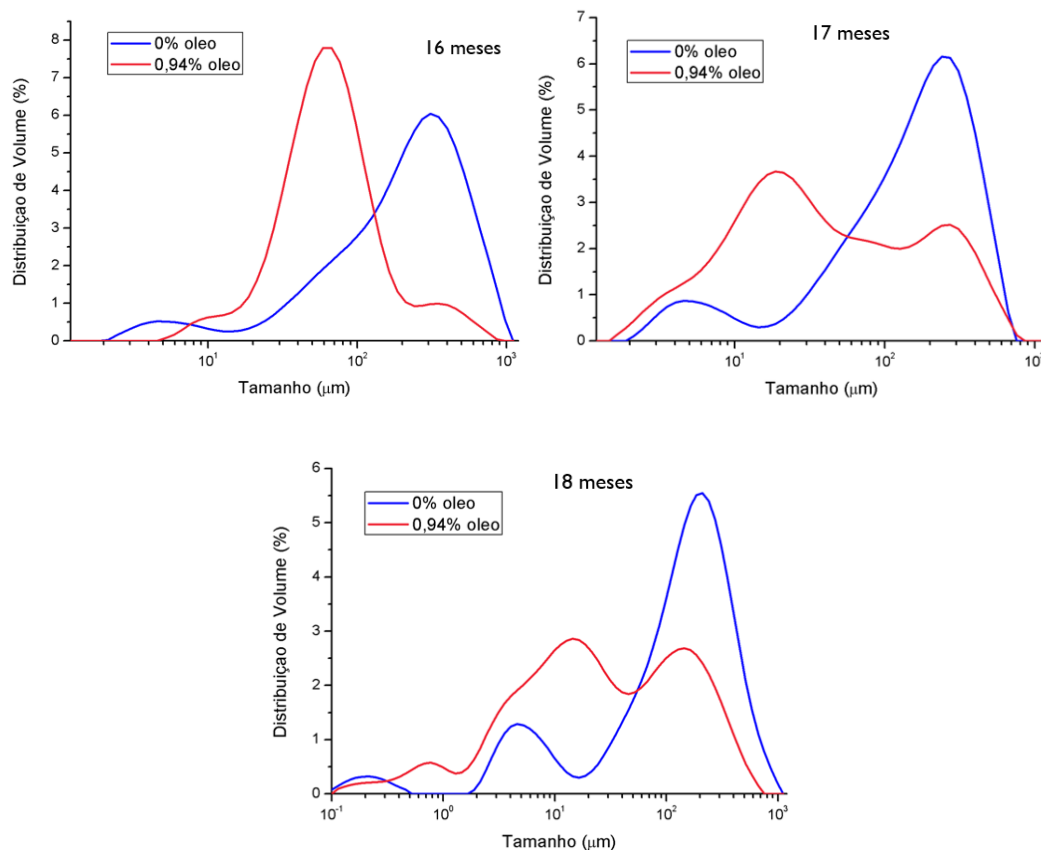 0% oleo
0,94% oleo
16 meses
Distribuiçao de Volume (%)
8
7
6
5
4
3
2
1
0
10¹ 10² 10³
Tamanho (μm)
17 meses
0% oleo
0,94% oleo
Distribuiçao de Volume (%)
7
6
5
4
3
2
1
0
10¹ 10² 10³
Tamanho (μm)
18 meses
0% oleo
0,94% oleo
Distribuiçao de Volume (%)
6
5
4
3
2
1
0
10⁻¹ 10⁰ 10¹ 10² 10³
Tamanho (μm)